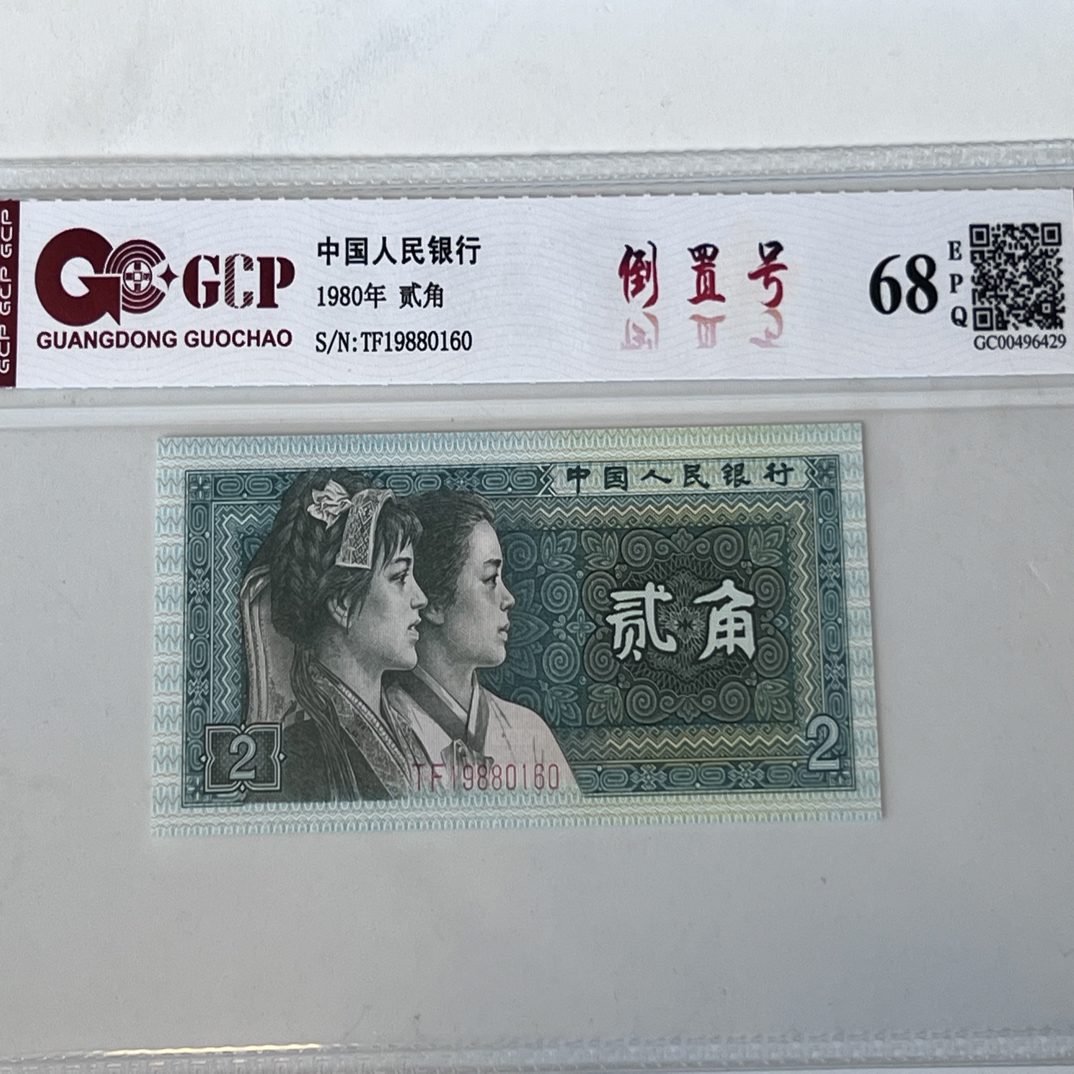 GCP GCP GCP
GCP
GUANGDONG GUOCHAO
中国人民银行
1980年 贰角
S/N:TF19880160
倒置号
68
EPQ
GC00496429
中国人民银行
贰角
2
2
TF19880160